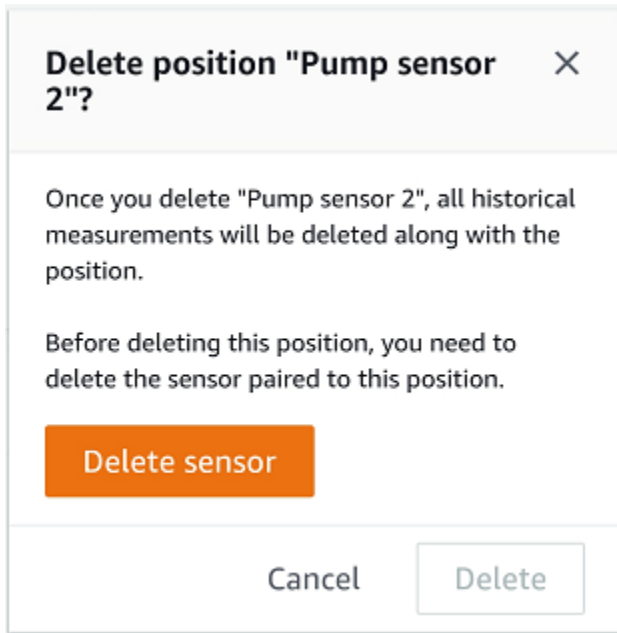 Delete position "Pump sensor
2"?
Once you delete "Pump sensor 2", all historical
measurements will be deleted along with the
position.
Before deleting this position, you need to
delete the sensor paired to this position.
Delete sensor
Cancel
Delete